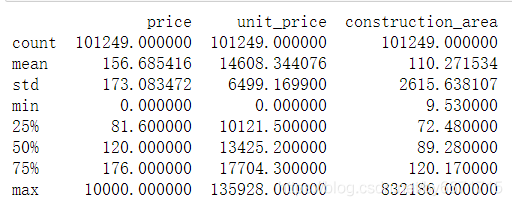 price unit_price construction_area
count 101249.000000 101249.000000 101249.000000
mean 156.685416 14608.344076 110.271534
std 173.083472 6499.169900 2615.638107
min 0.000000 0.000000 9.530000
25% 81.600000 10121.500000 72.480000
50% 120.000000 13425.200000 89.280000
75% 176.000000 17704.300000 120.170000
max 10000.000000 135928.000000 832186.000000